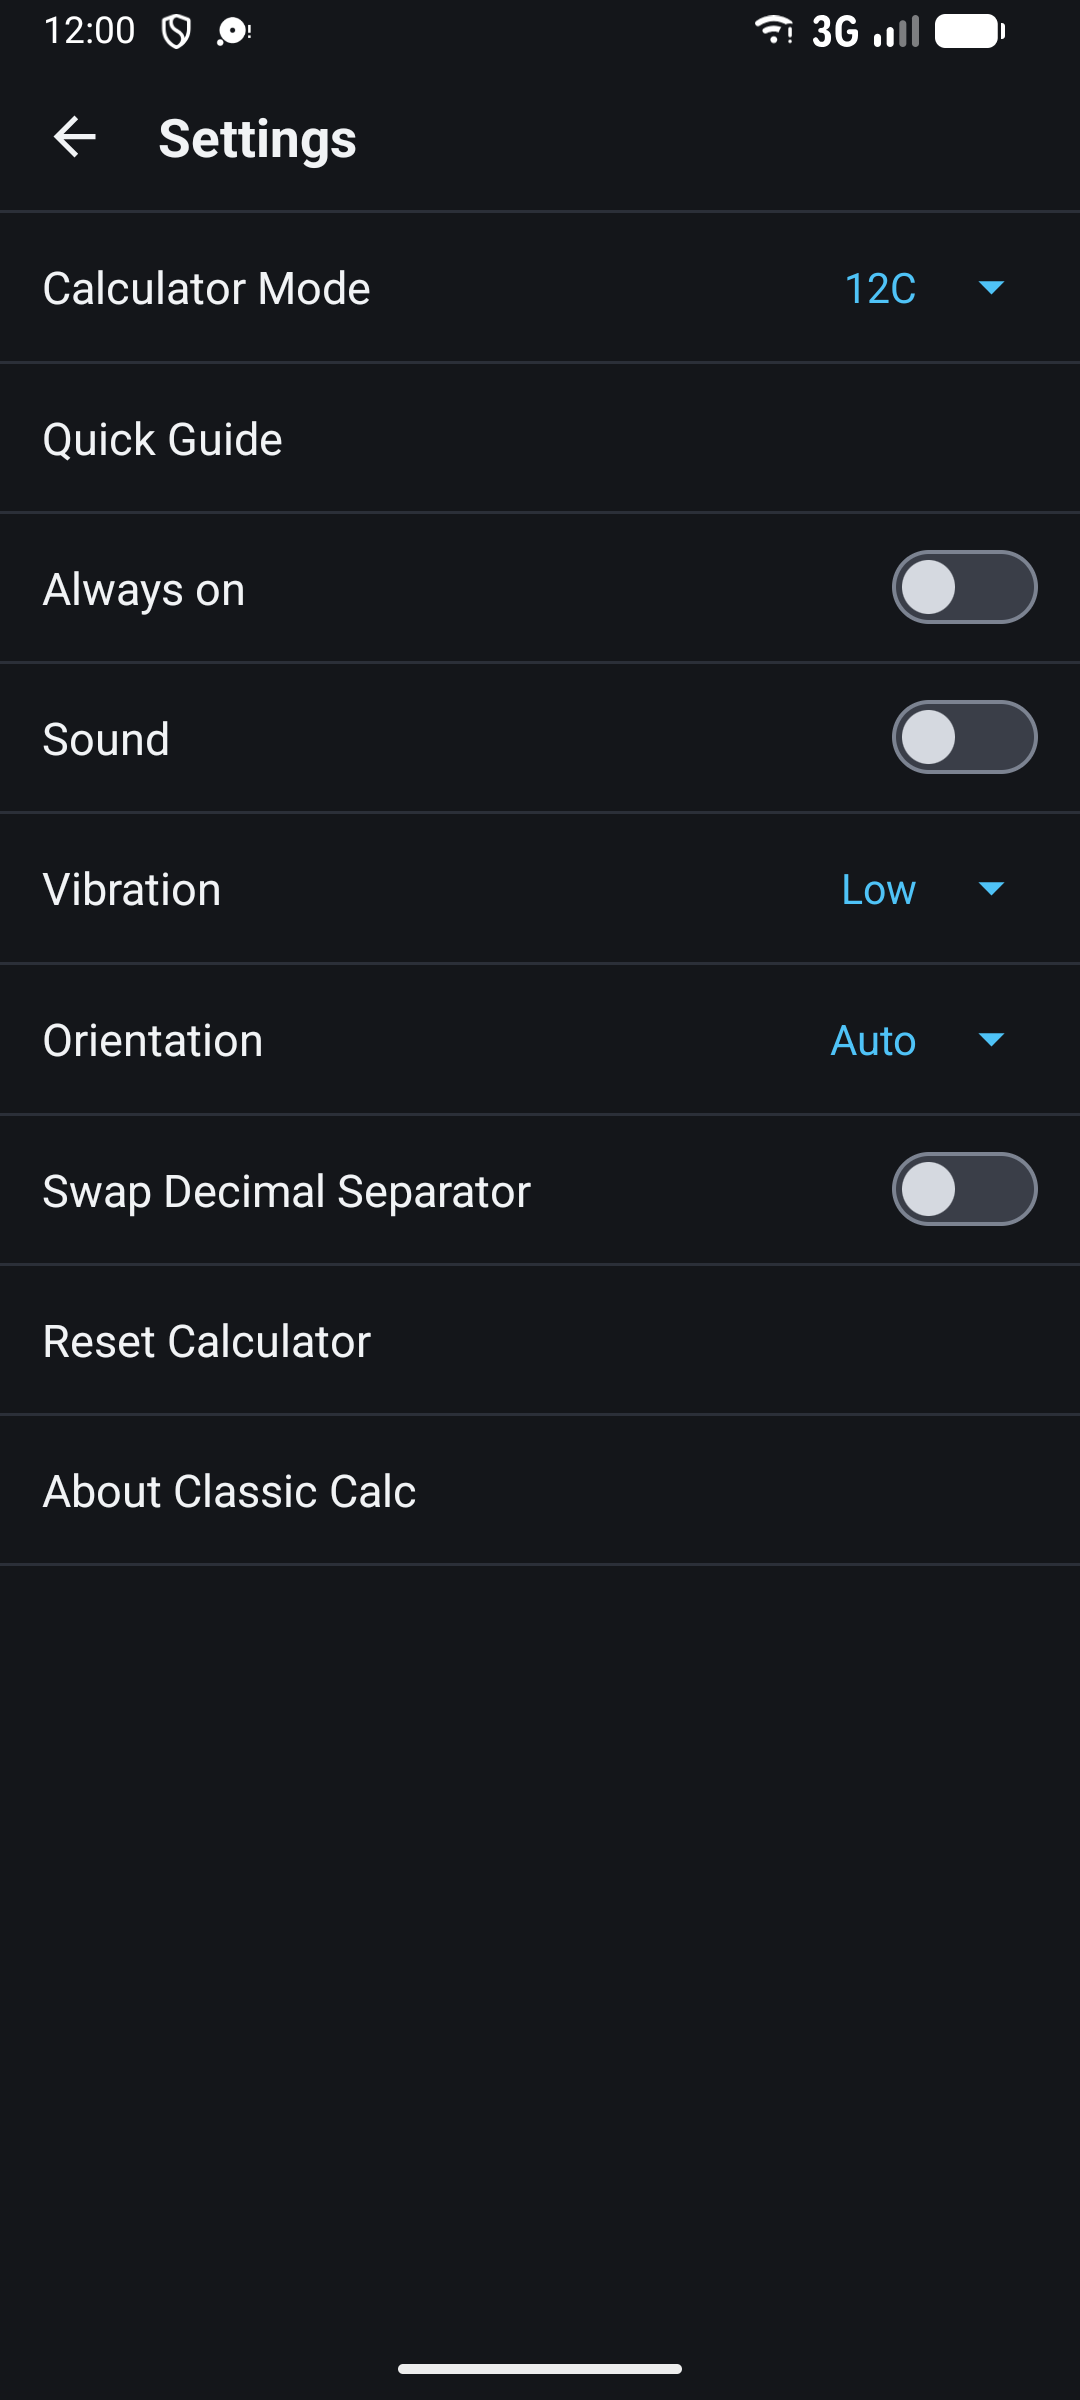 12:00
3G
Settings
Calculator Mode 12C
Quick Guide
Always on
Sound
Vibration Low
Orientation Auto
Swap Decimal Separator
Reset Calculator
About Classic Calc